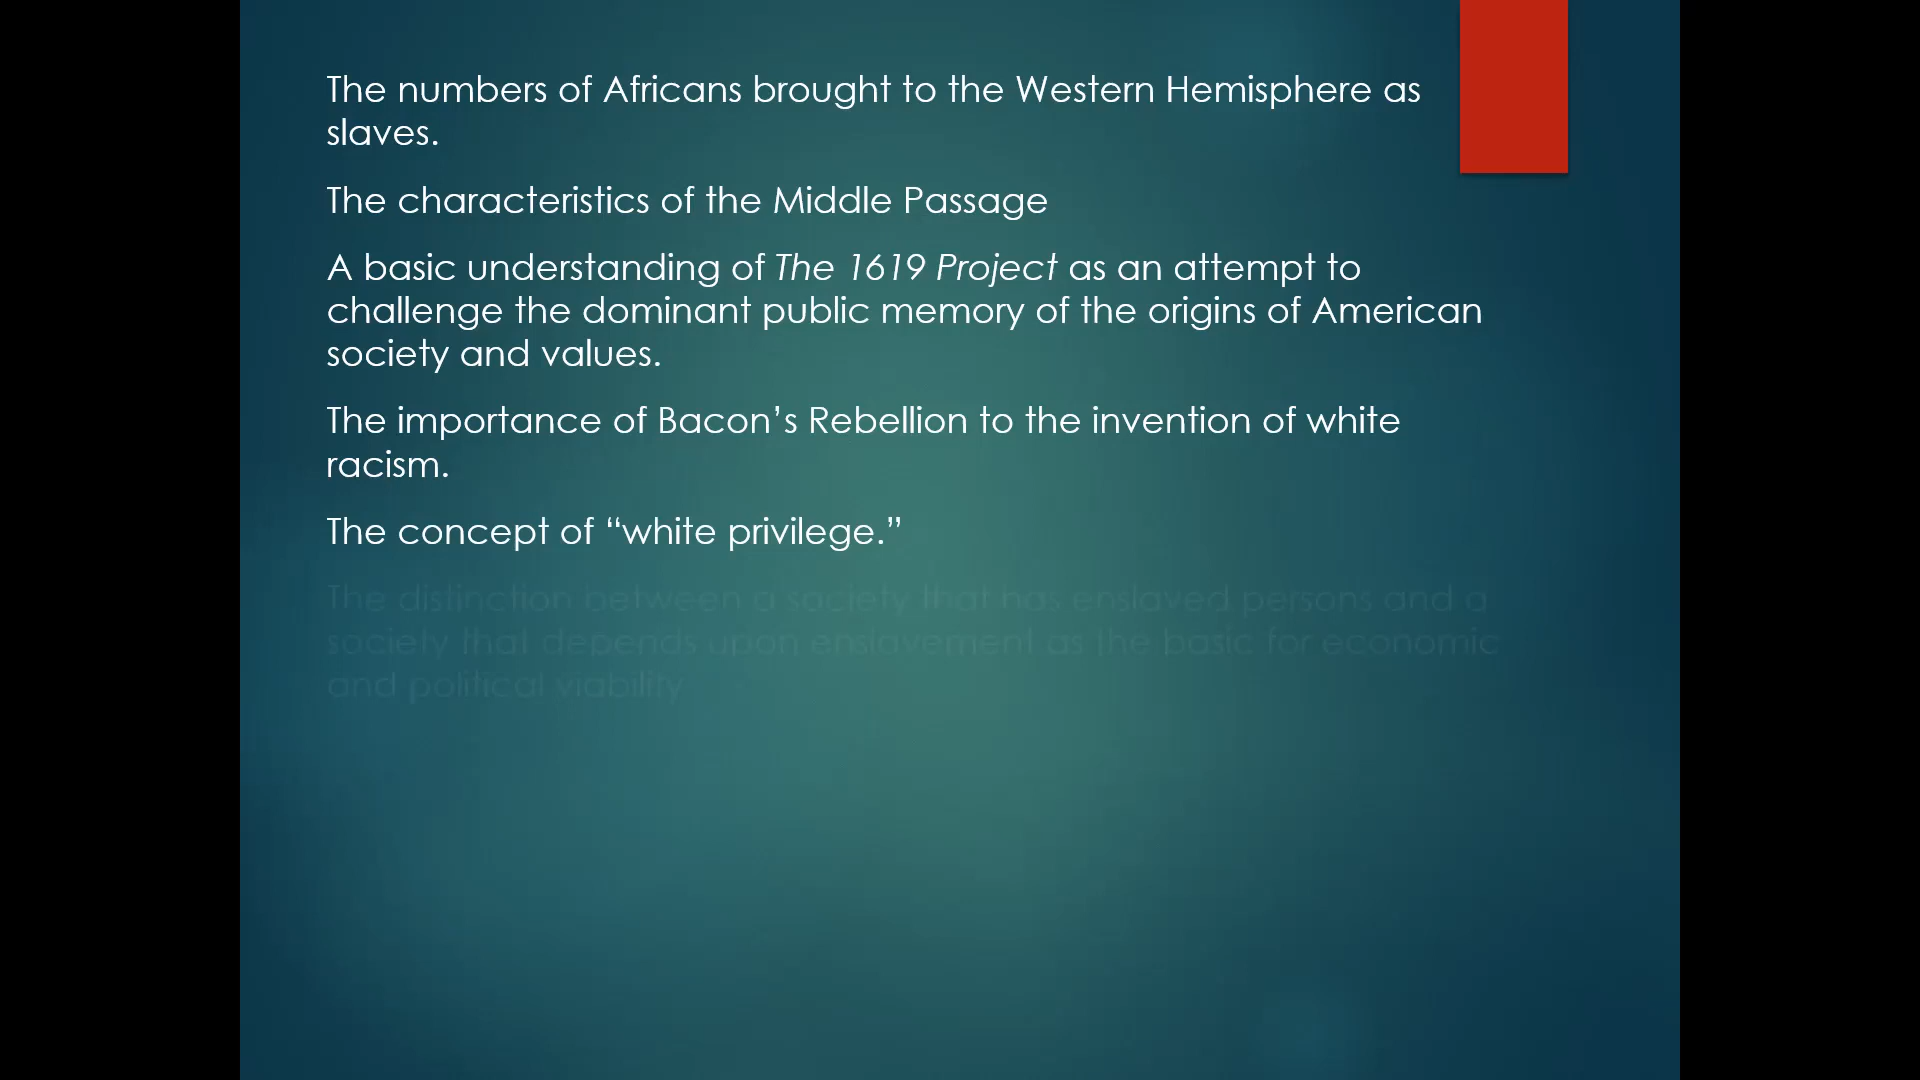 The numbers of Africans brought to the Western Hemisphere as
slaves.
The characteristics of the Middle Passage
A basic understanding of The 1619 Project as an attempt to
challenge the dominant public memory of the origins of American
society and values.
The importance of Bacon’s Rebellion to the invention of white
racism.
The concept of “white privilege.”
The distinction between a society that has enslaved persons and a
society that depends upon enslavement as the basic for economic
and political viability